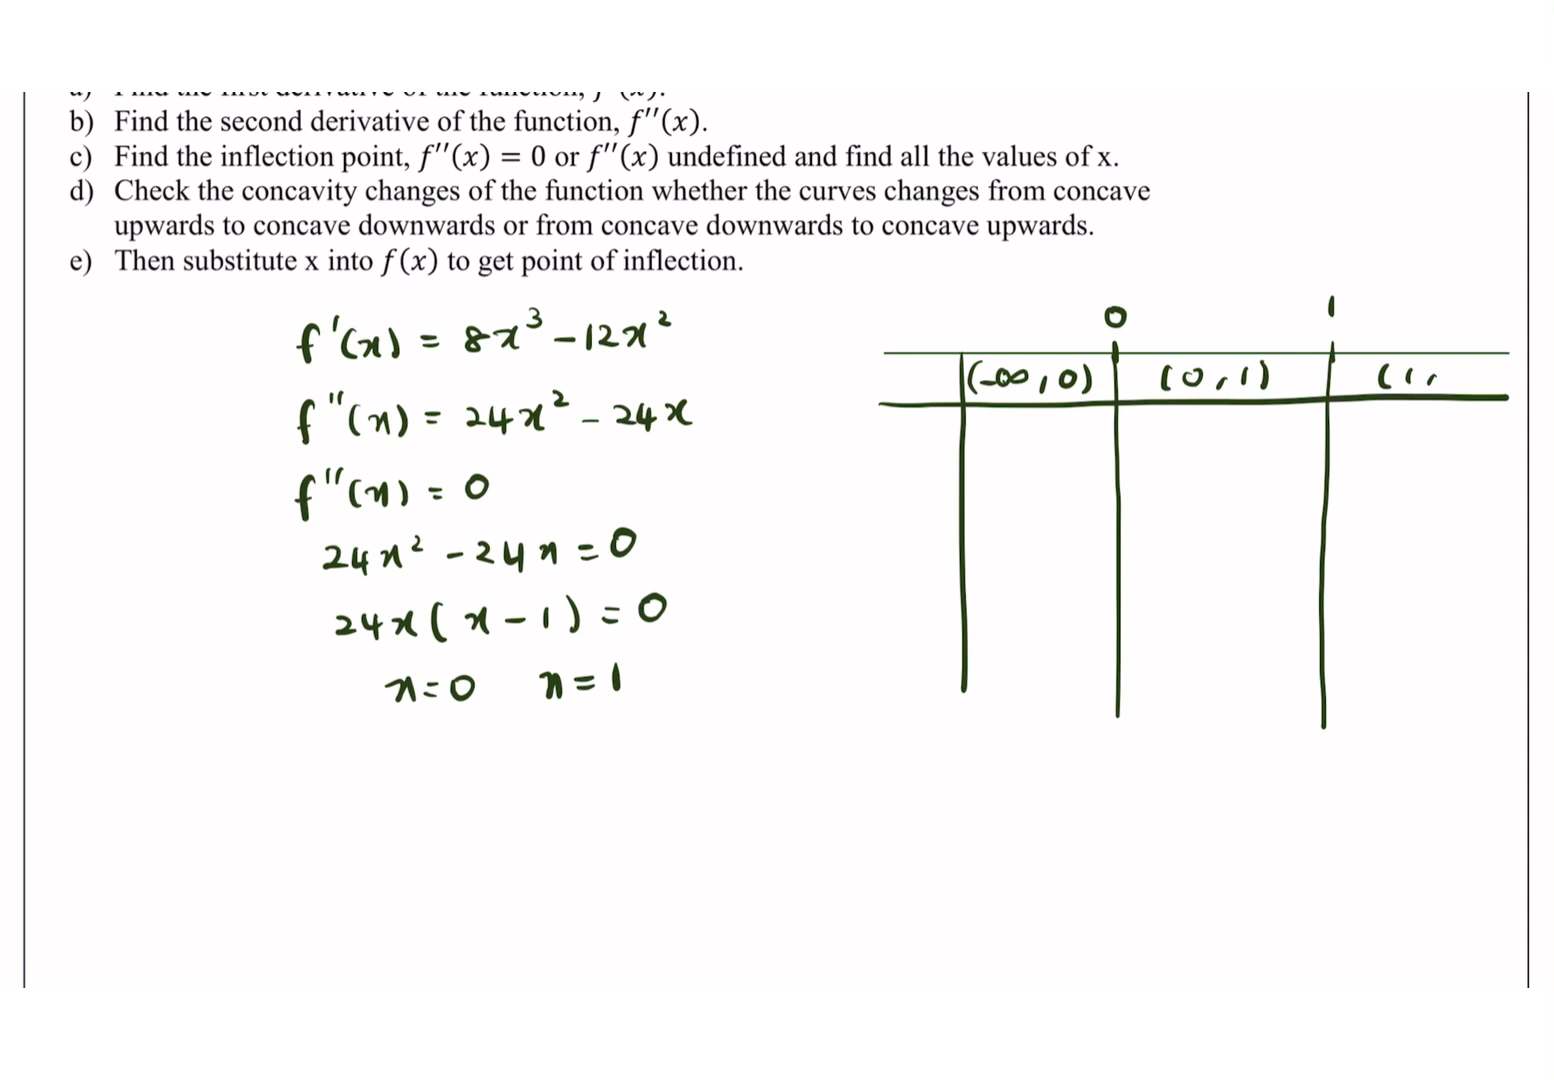 b) Find the second derivative of the function, f''(x).
c) Find the inflection point, f''(x) = 0 or f''(x) undefined and find all the values of x.
d) Check the concavity changes of the function whether the curves changes from concave
upwards to concave downwards or from concave downwards to concave upwards.
e) Then substitute x into f(x) to get point of inflection.
f'(x) = 8x³ - 12x²
f''(x) = 24x² - 24x
f''(x) = 0
24x² - 24x = 0
24x(x - 1) = 0
x = 0 x = 1
0 1
(-∞, 0) (0, 1) (1,